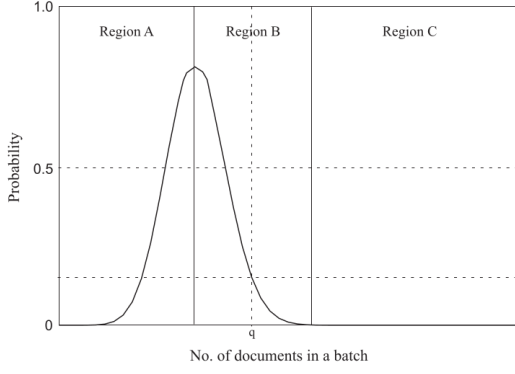 1.0
Region A
Region B
Region C
Probability
0.5
0
q
No. of documents in a batch